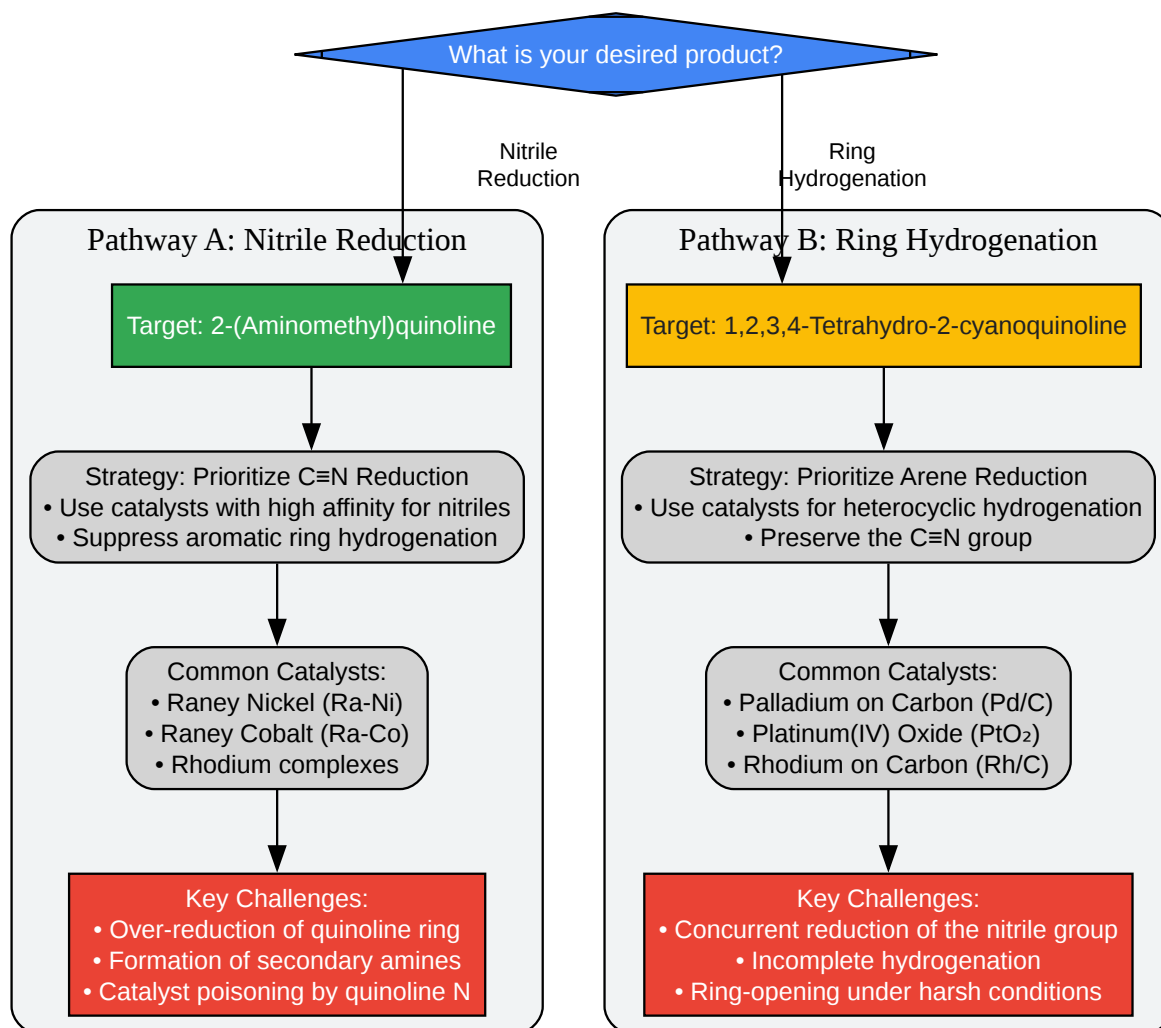 What is your desired product?
Nitrile
Reduction
Ring
Hydrogenation
Pathway A: Nitrile Reduction
Target: 2-(Aminomethyl)quinoline
Strategy: Prioritize C≡N Reduction
• Use catalysts with high affinity for nitriles
• Suppress aromatic ring hydrogenation
Common Catalysts:
• Raney Nickel (Ra-Ni)
• Raney Cobalt (Ra-Co)
• Rhodium complexes
Key Challenges:
• Over-reduction of quinoline ring
• Formation of secondary amines
• Catalyst poisoning by quinoline N
Pathway B: Ring Hydrogenation
Target: 1,2,3,4-Tetrahydro-2-cyanoquinoline
Strategy: Prioritize Arene Reduction
• Use catalysts for heterocyclic hydrogenation
• Preserve the C≡N group
Common Catalysts:
• Palladium on Carbon (Pd/C)
• Platinum(IV) Oxide (PtO₂)
• Rhodium on Carbon (Rh/C)
Key Challenges:
• Concurrent reduction of the nitrile group
• Incomplete hydrogenation
• Ring-opening under harsh conditions